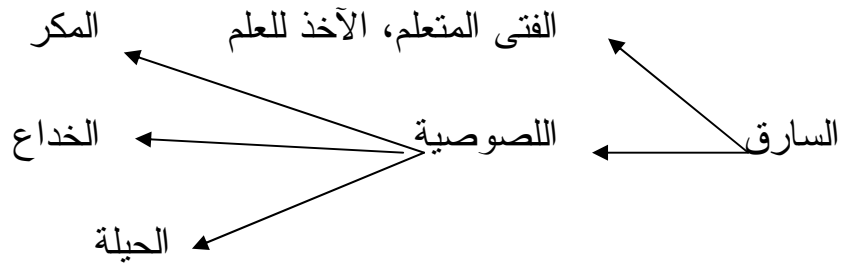 الفتى المتعلم، الآخذ للعلم المكر
السارق اللصوصية الخداع
الحيلة